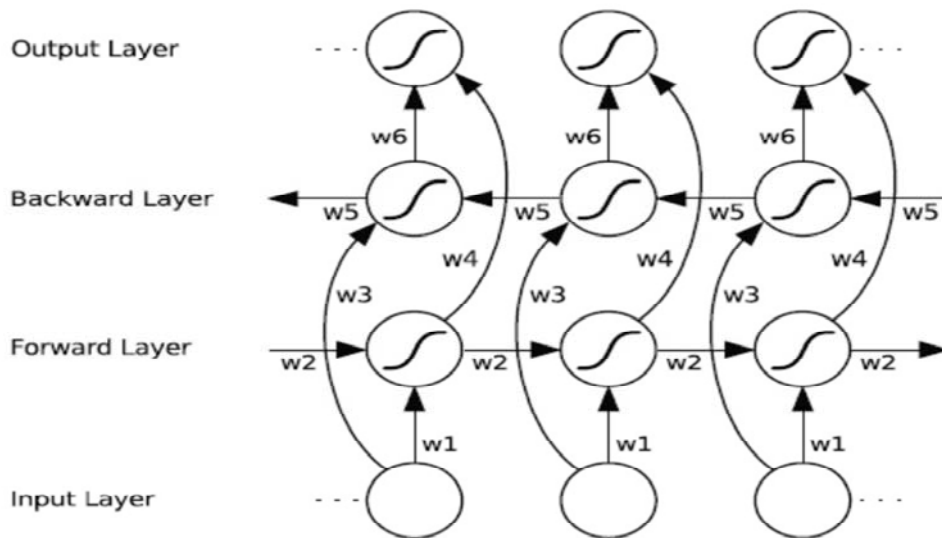 Output Layer
w6 w6 w6
Backward Layer
w5 w5 w5 w5
w4 w4 w4
w3 w3 w3
Forward Layer
w2 w2 w2 w2
w1 w1 w1
Input Layer